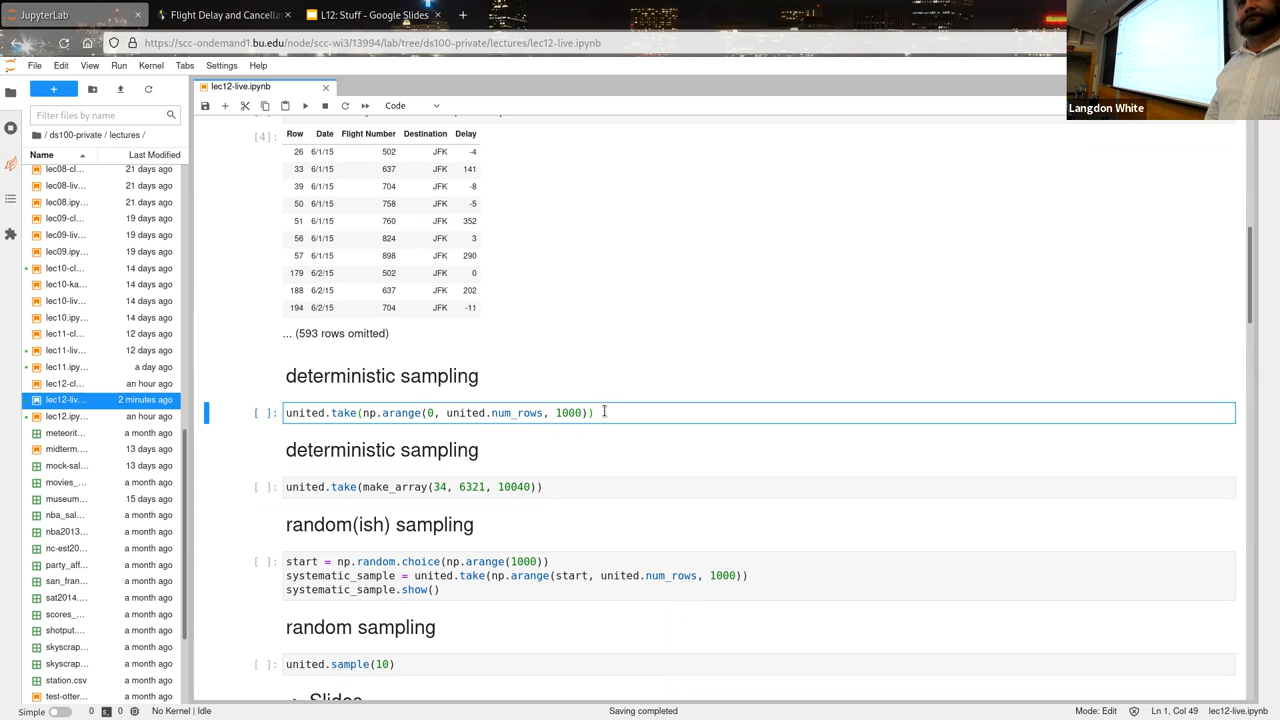 JupyterLab
Flight Delay and Cancella
L12: Stuff - Google Slides
https://scc-ondemand1.bu.edu/node/scc-wi3/13994/lab/tree/ds100-private/lectures/lec12-live.ipynb
File Edit View Run Kernel Tabs Settings Help
Langdon White
lec12-live.ipynb
Code
Filter files by name
/ ds100-private / lectures /
Name Last Modified
lec08-cl... 21 days ago
lec08-liv... 21 days ago
lec08.ipy... 21 days ago
lec09-cl... 19 days ago
lec09-liv... 19 days ago
lec09.ipy... 19 days ago
lec10-cl... 14 days ago
lec10-ka... 14 days ago
lec10-liv... 14 days ago
lec10.ipy... 14 days ago
lec11-cl... 12 days ago
lec11-liv... 12 days ago
lec11.ipy... a day ago
lec12-cl... an hour ago
lec12-liv... 2 minutes ago
lec12.ipy... an hour ago
meteorit... a month ago
midterm... 13 days ago
mock-sal... 13 days ago
movies_... a month ago
museum... 15 days ago
nba_sal... a month ago
nba2013... a month ago
nc-est20... a month ago
party_aff... a month ago
san_fran... a month ago
sat2014... a month ago
scores_... a month ago
shotput.... a month ago
skyscrap... a month ago
skyscrap... a month ago
station.csv a month ago
test-otter... a month ago
[4]:
Row Date Flight Number Destination Delay
26 6/1/15 502 JFK -4
33 6/1/15 637 JFK 141
39 6/1/15 704 JFK -8
50 6/1/15 758 JFK -5
51 6/1/15 760 JFK 352
56 6/1/15 824 JFK 3
57 6/1/15 898 JFK 290
179 6/2/15 502 JFK 0
188 6/2/15 637 JFK 202
194 6/2/15 704 JFK -11
... (593 rows omitted)
deterministic sampling
[ ]: united.take(np.arange(0, united.num_rows, 1000))
deterministic sampling
[ ]: united.take(make_array(34, 6321, 10040))
random(ish) sampling
[ ]: start = np.random.choice(np.arange(1000))
systematic_sample = united.take(np.arange(start, united.num_rows, 1000))
systematic_sample.show()
random sampling
[ ]: united.sample(10)
Slides
Simple 0 0 No Kernel | Idle Saving completed Mode: Edit Ln 1, Col 49 lec12-live.ipynb